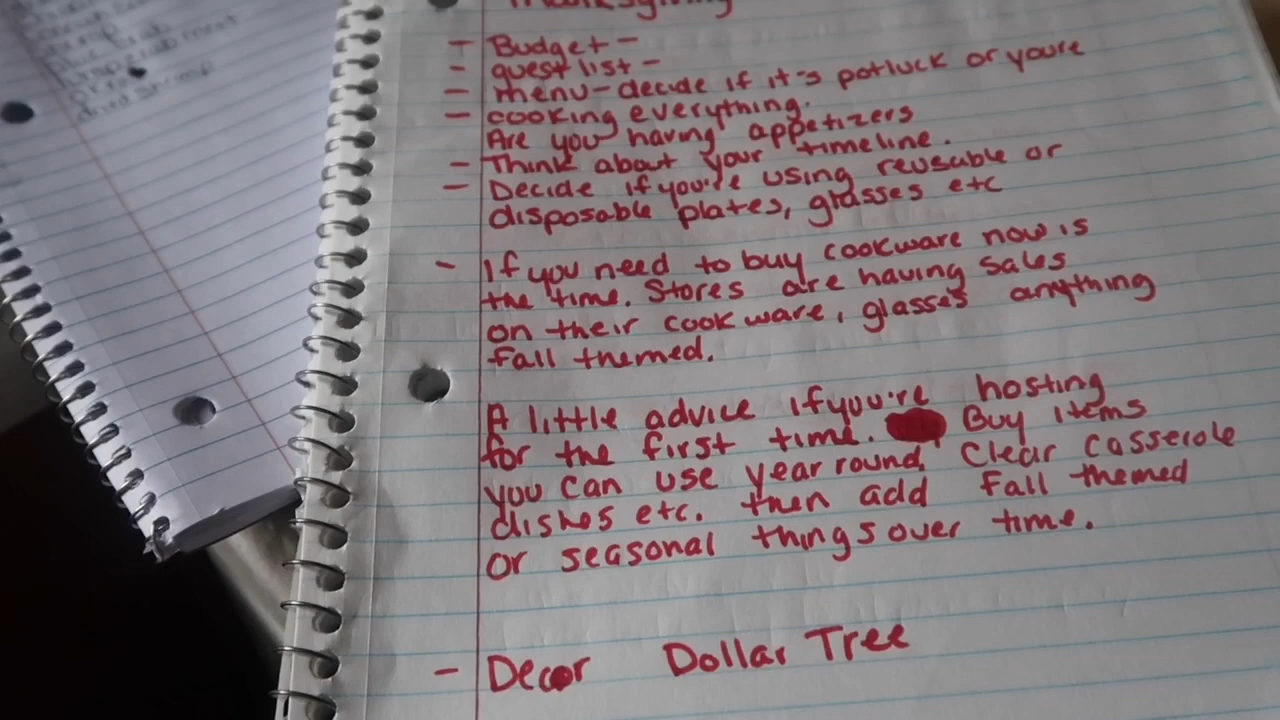 Thanksgiving
- Budget -
- guest list -
- menu - decide if it's potluck or youre
- cooking everything.
Are you having appetizers
- Think about your timeline.
- Decide if you're using reusable or
disposable plates, glasses etc
- If you need to buy cookware now is
the time. Stores are having sales
on their cookware, glasses anything
fall themed.
A little advice if you're hosting
for the first time. Buy items
you can use year round. Clear casserole
dishes etc. then add fall themed
or seasonal things over time.
- Decor Dollar Tree